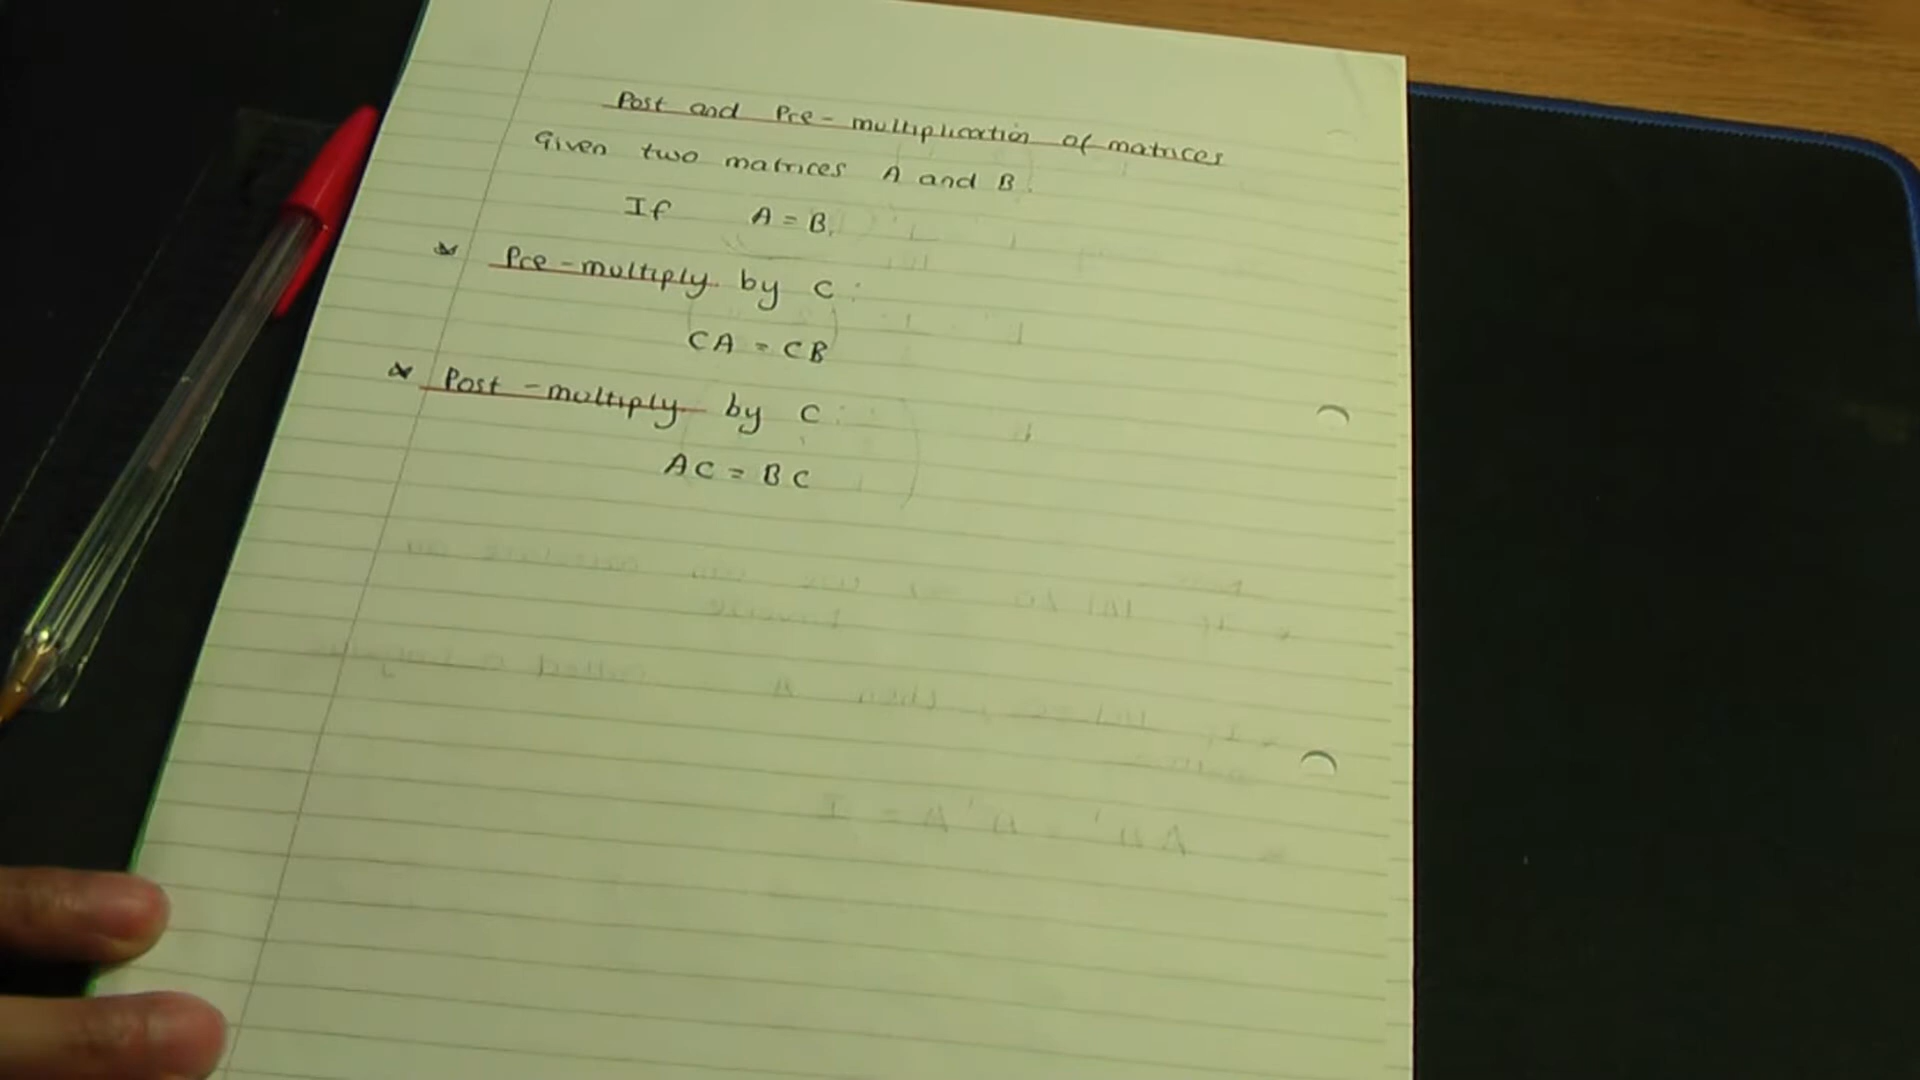 Post and Pre-multiplication of matrices
Given two matrices A and B.
If A = B,
* Pre-multiply by C:
CA = CB
* Post-multiply by C:
AC = BC